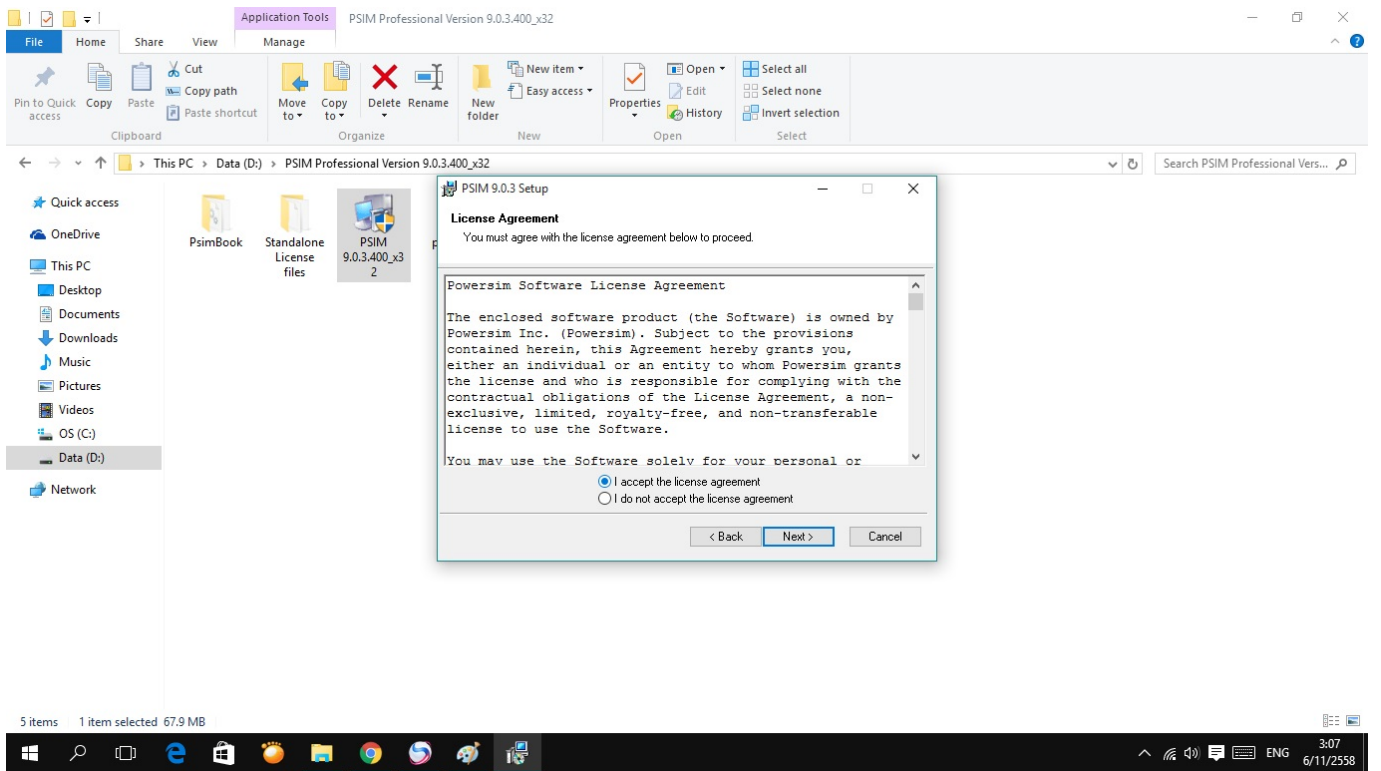 Application Tools
PSIM Professional Version 9.0.3.400_x32
File
Home
Share
View
Manage
Pin to Quick access
Copy
Paste
Cut
Copy path
Paste shortcut
Clipboard
Move to
Copy to
Delete
Rename
Organize
New folder
New item
Easy access
New
Properties
Open
Edit
History
Open
Select all
Select none
Invert selection
Select
This PC > Data (D:) > PSIM Professional Version 9.0.3.400_x32
Search PSIM Professional Vers...
Quick access
OneDrive
This PC
Desktop
Documents
Downloads
Music
Pictures
Videos
OS (C:)
Data (D:)
Network
PsimBook
Standalone
License
files
PSIM
9.0.3.400_x3
2
PSIM 9.0.3 Setup
License Agreement
You must agree with the license agreement below to proceed.
Powersim Software License Agreement
The enclosed software product (the Software) is owned by
Powersim Inc. (Powersim). Subject to the provisions
contained herein, this Agreement hereby grants you,
either an individual or an entity to whom Powersim grants
the license and who is responsible for complying with the
contractual obligations of the License Agreement, a non-
exclusive, limited, royalty-free, and non-transferable
license to use the Software.
You may use the Software solely for your personal or
I accept the license agreement
I do not accept the license agreement
< Back
Next >
Cancel
5 items
1 item selected 67.9 MB
ENG
3:07
6/11/2558